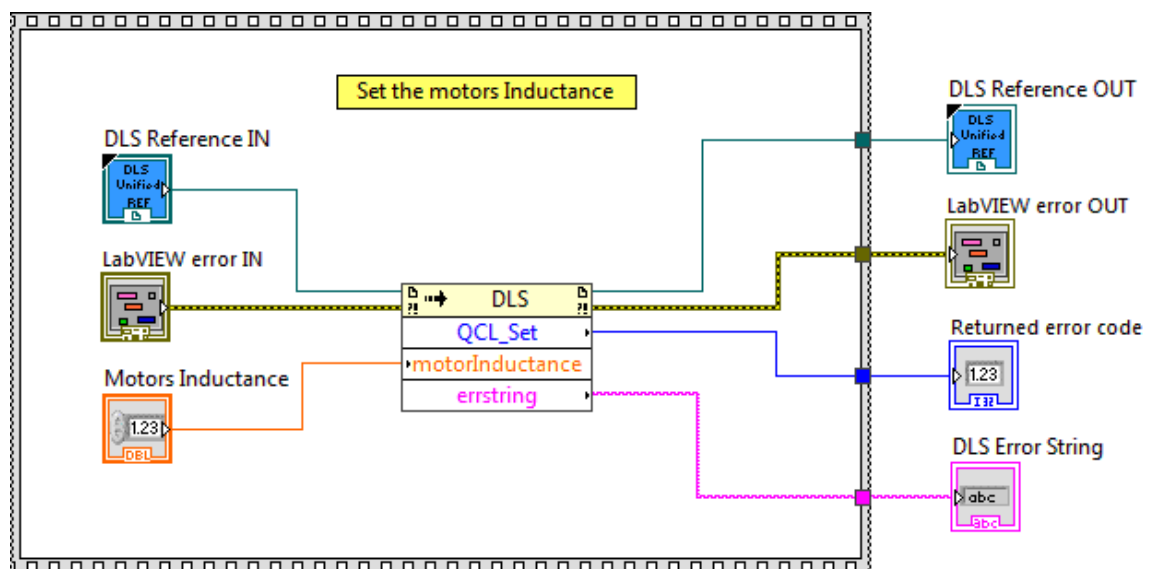 Set the motors Inductance
DLS Reference IN
DLS
Unified
REF
LabVIEW error IN
Motors Inductance
1.23
DBL
DLS
QCL_Set
motorInductance
errstring
DLS Reference OUT
DLS
Unified
REF
LabVIEW error OUT
Returned error code
1.23
I32
DLS Error String
abc
abc